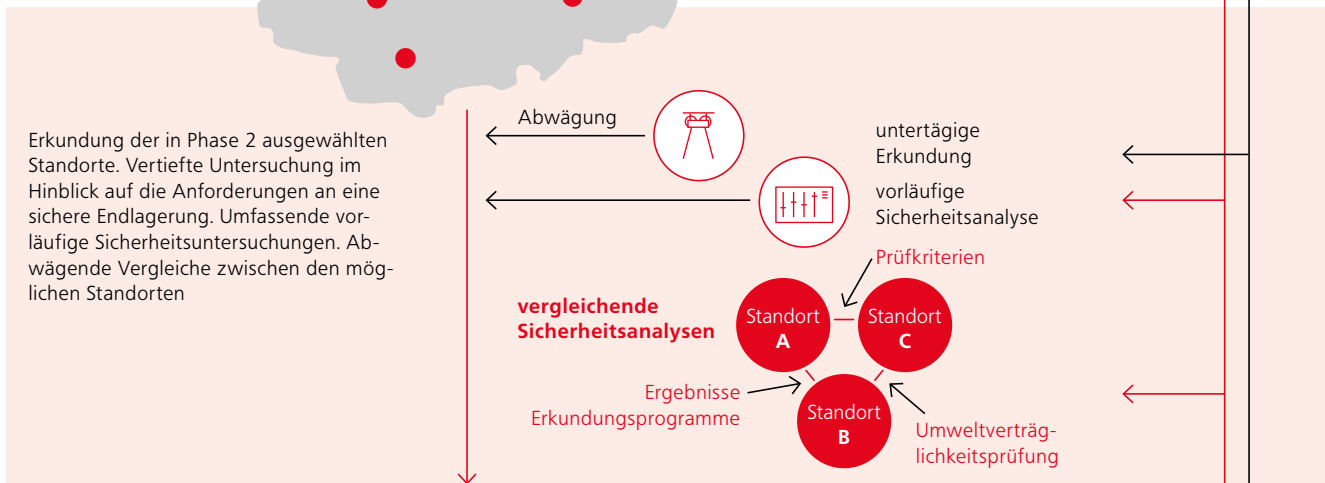 Erkundung der in Phase 2 ausgewählten
Standorte. Vertiefte Untersuchung im
Hinblick auf die Anforderungen an eine
sichere Endlagerung. Umfassende vor-
läufige Sicherheitsuntersuchungen. Ab-
wägende Vergleiche zwischen den mög-
lichen Standorten
Abwägung
untertägige
Erkundung
vorläufige
Sicherheitsanalyse
Prüfkriterien
vergleichende
Sicherheitsanalysen
Standort
A
Standort
C
Ergebnisse
Erkundungsprogramme
Standort
B
Umweltverträg-
lichkeitsprüfung